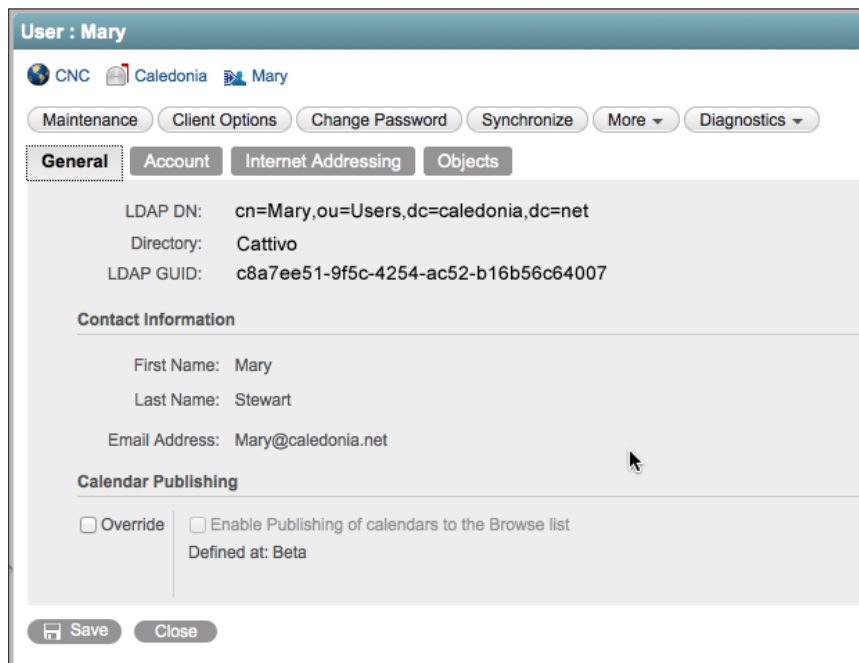 User : Mary
CNC Caledonia Mary
Maintenance Client Options Change Password Synchronize More Diagnostics
General Account Internet Addressing Objects
LDAP DN: cn=Mary,ou=Users,dc=caledonia,dc=net
Directory: Cattivo
LDAP GUID: c8a7ee51-9f5c-4254-ac52-b16b56c64007
Contact Information
First Name: Mary
Last Name: Stewart
Email Address: Mary@caledonia.net
Calendar Publishing
Override Enable Publishing of calendars to the Browse list
Defined at: Beta
Save Close